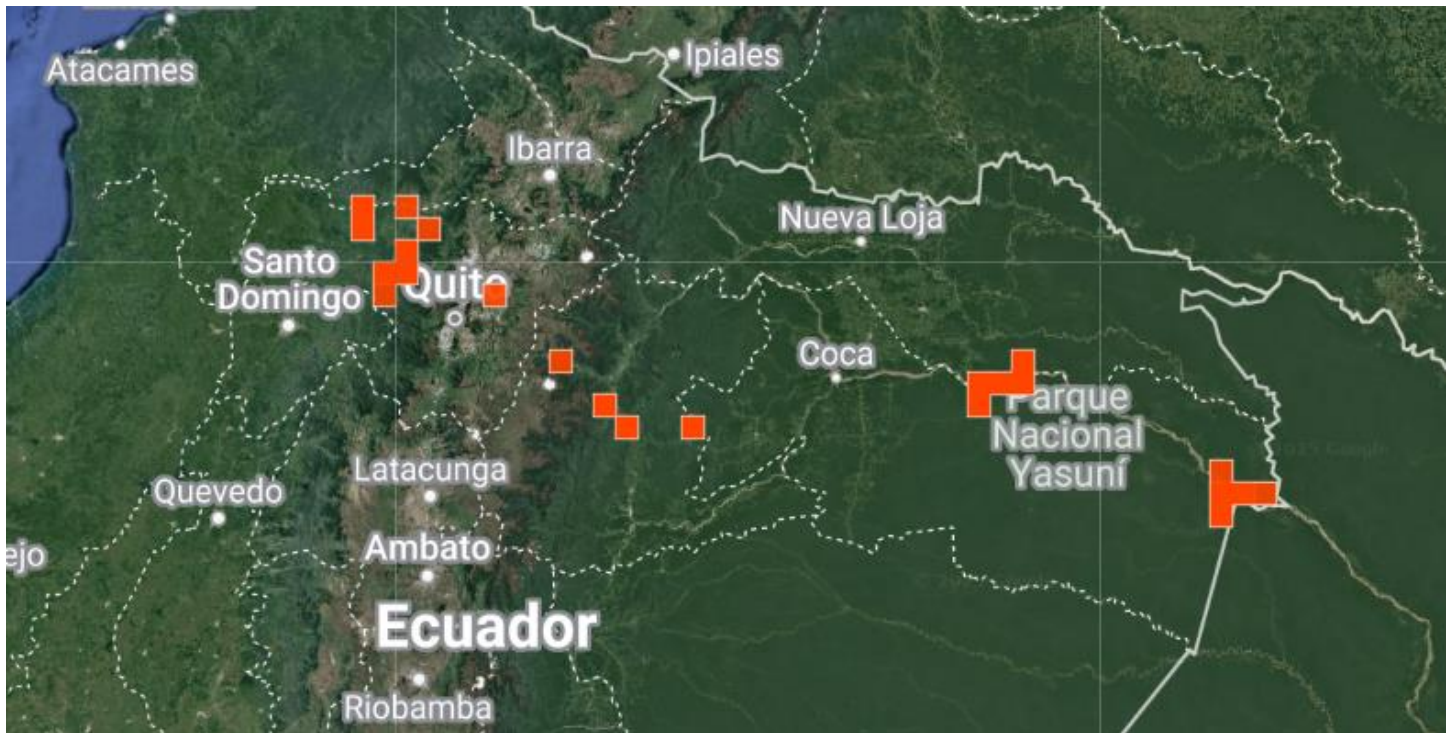 Atacames
Ipiales
Ibarra
Nueva Loja
Santo
Domingo
Quito
Coca
Parque
Nacional
Yasuní
Latacunga
Quevedo
Ambato
ejo
Ecuador
Riobamba